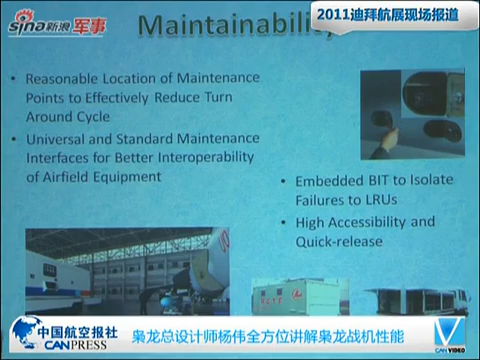 sina新浪 军事
2011迪拜航展现场报道
Maintainability
• Reasonable Location of Maintenance
Points to Effectively Reduce Turn
Around Cycle
• Universal and Standard Maintenance
Interfaces for Better Interoperability
of Airfield Equipment
• Embedded BIT to Isolate
Failures to LRUs
• High Accessibility and
Quick-release
中国航空报社
CANPRESS
枭龙总设计师杨伟全方位讲解枭龙战机性能
CAN VIDEO